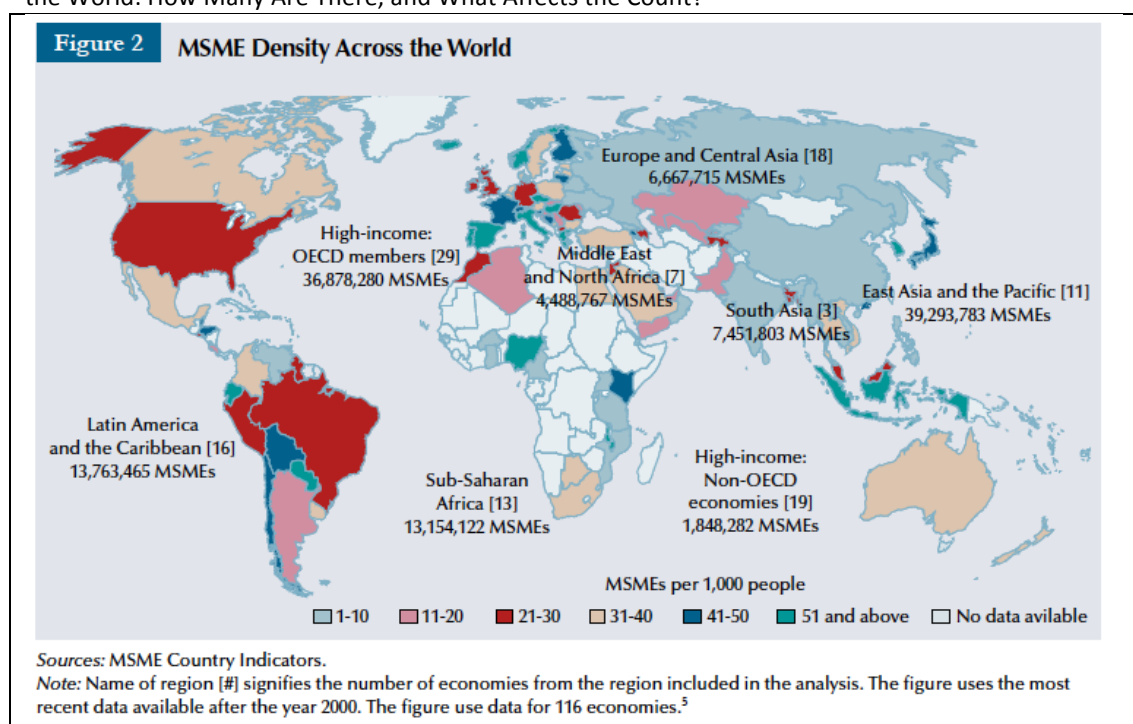 the World: How Many Are There, and What Affects the Count?
Figure 2 MSME Density Across the World
Europe and Central Asia [18]
6,667,715 MSMEs
High-income:
OECD members [29]
36,878,280 MSMEs
Middle East
and North Africa [7]
4,488,767 MSMEs
South Asia [3]
7,451,803 MSMEs
East Asia and the Pacific [11]
39,293,783 MSMEs
Latin America
and the Caribbean [16]
13,763,465 MSMEs
Sub-Saharan
Africa [13]
13,154,122 MSMEs
High-income:
Non-OECD
economies [19]
1,848,282 MSMEs
MSMEs per 1,000 people
1-10 11-20 21-30 31-40 41-50 51 and above No data avilable
Sources: MSME Country Indicators.
Note: Name of region [#] signifies the number of economies from the region included in the analysis. The figure uses the most
recent data available after the year 2000. The figure use data for 116 economies.5